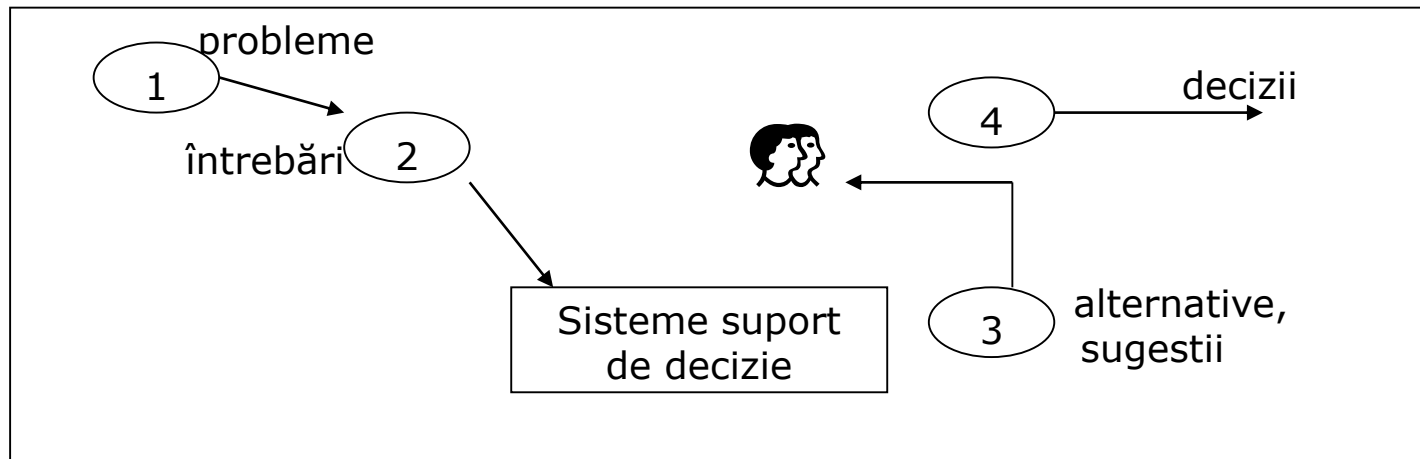 probleme
1
întrebări
2
Sisteme suport
de decizie
3
alternative,
sugestii
4
decizii